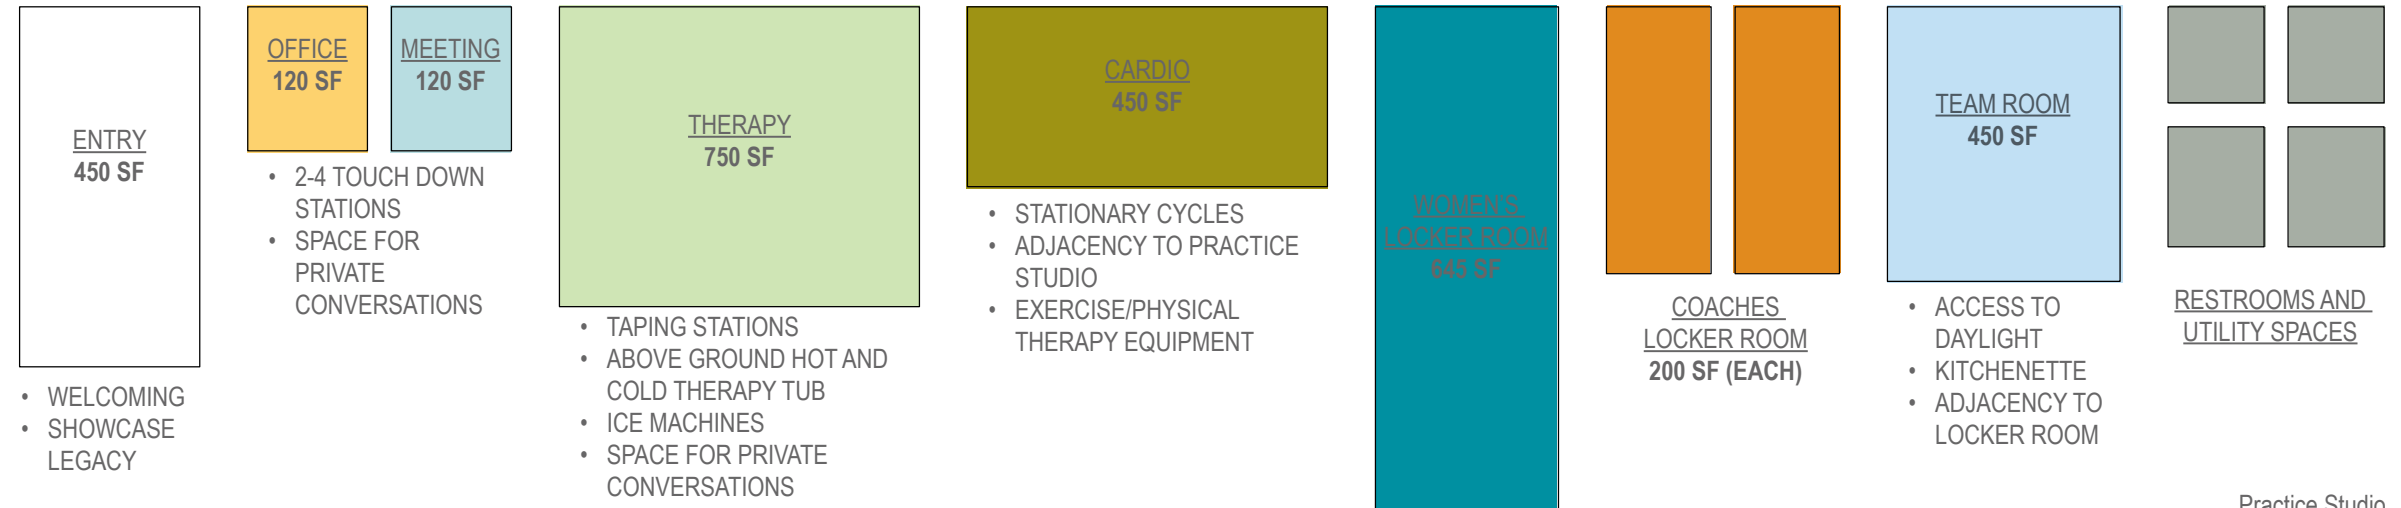 ENTRY
450 SF
• WELCOMING
• SHOWCASE
LEGACY
OFFICE
120 SF
MEETING
120 SF
• 2-4 TOUCH DOWN
STATIONS
• SPACE FOR
PRIVATE
CONVERSATIONS
THERAPY
750 SF
• TAPING STATIONS
• ABOVE GROUND HOT AND
COLD THERAPY TUB
• ICE MACHINES
• SPACE FOR PRIVATE
CONVERSATIONS
CARDIO
450 SF
• STATIONARY CYCLES
• ADJACENCY TO PRACTICE
STUDIO
• EXERCISE/PHYSICAL
THERAPY EQUIPMENT
WOMEN'S
LOCKER ROOM
645 SF
COACHES
LOCKER ROOM
200 SF (EACH)
TEAM ROOM
450 SF
• ACCESS TO
DAYLIGHT
• KITCHENETTE
• ADJACENCY TO
LOCKER ROOM
RESTROOMS AND
UTILITY SPACES
Practice Studio